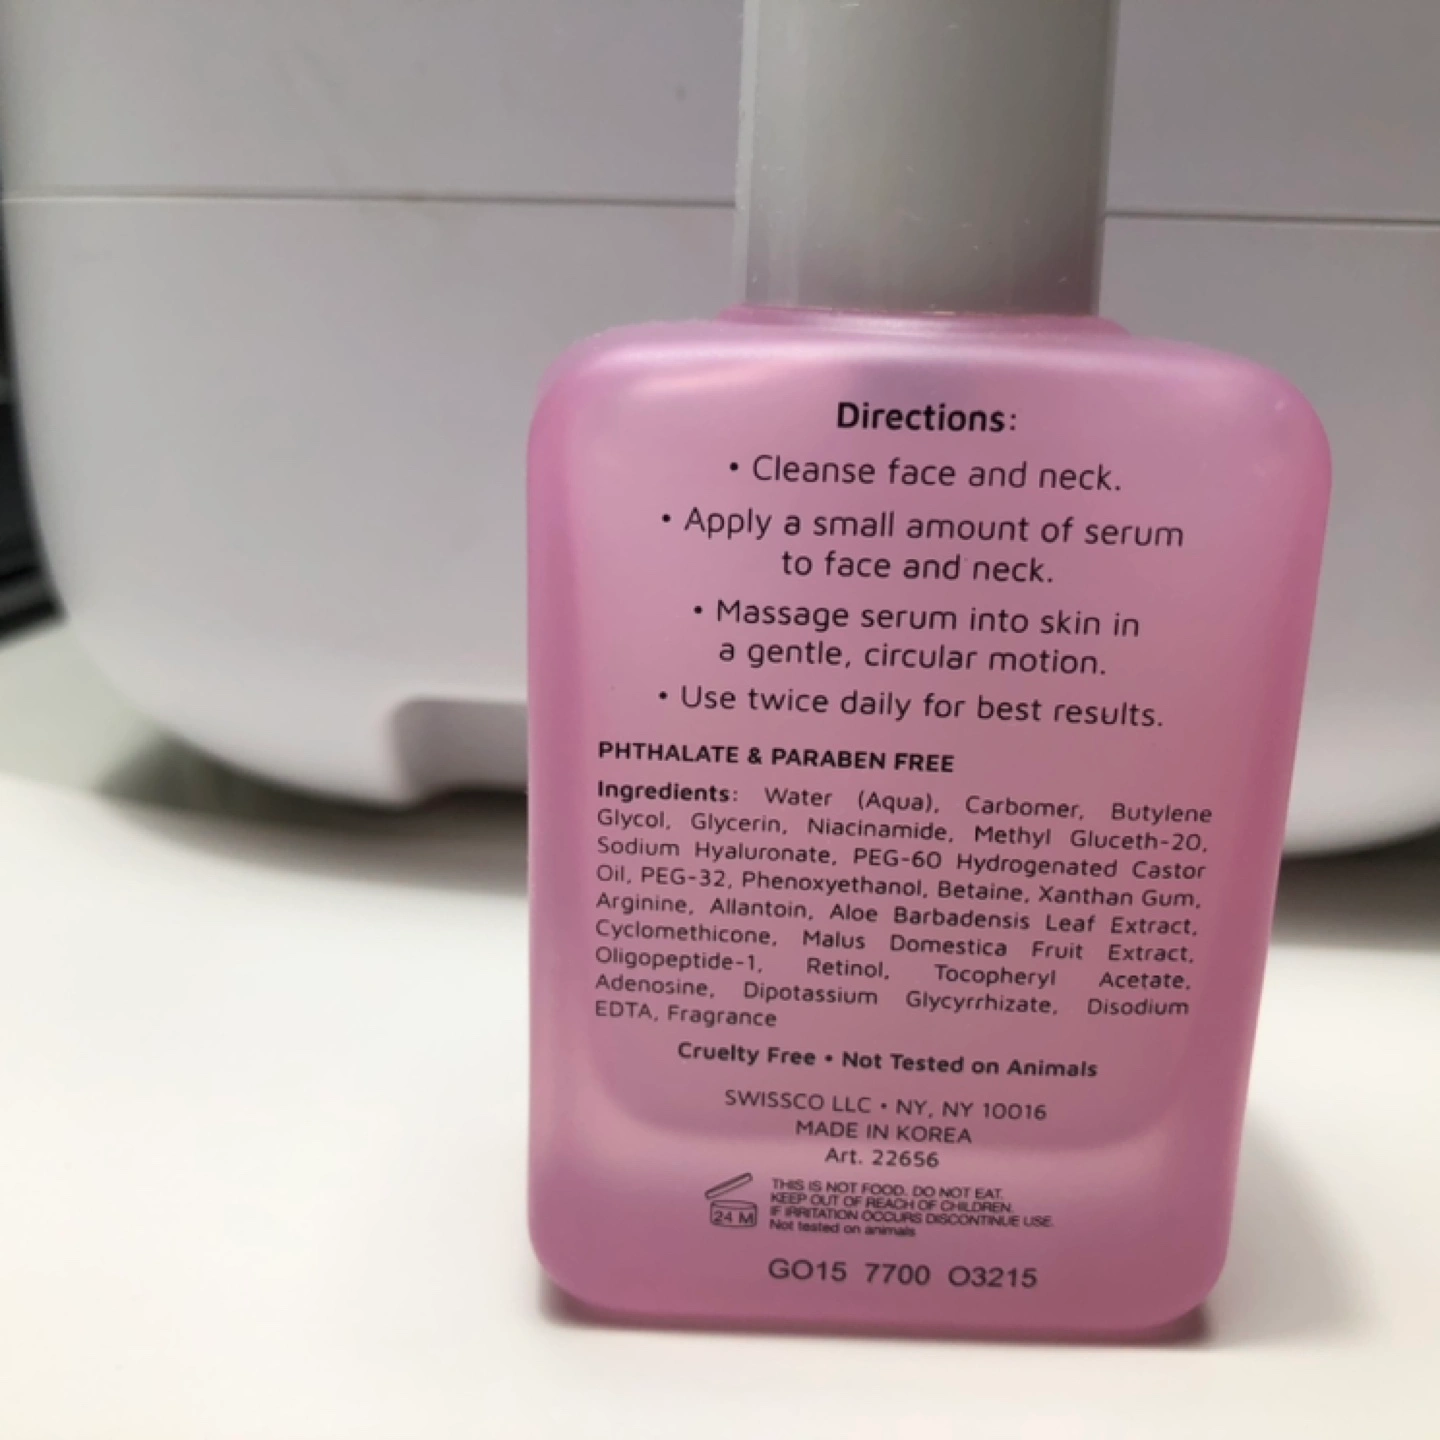 Directions:
• Cleanse face and neck.
• Apply a small amount of serum
to face and neck.
• Massage serum into skin in
a gentle, circular motion.
• Use twice daily for best results.
PHTHALATE & PARABEN FREE
Ingredients: Water (Aqua), Carbomer, Butylene
Glycol, Glycerin, Niacinamide, Methyl Gluceth-20,
Sodium Hyaluronate, PEG-60 Hydrogenated Castor
Oil, PEG-32, Phenoxyethanol, Betaine, Xanthan Gum,
Arginine, Allantoin, Aloe Barbadensis Leaf Extract,
Cyclomethicone, Malus Domestica Fruit Extract,
Oligopeptide-1, Retinol, Tocopheryl Acetate,
Adenosine, Dipotassium Glycyrrhizate, Disodium
EDTA, Fragrance
Cruelty Free • Not Tested on Animals
SWISSCO LLC • NY, NY 10016
MADE IN KOREA
Art. 22656
24 M
THIS IS NOT FOOD. DO NOT EAT.
KEEP OUT OF REACH OF CHILDREN.
IF IRRITATION OCCURS DISCONTINUE USE.
Not tested on animals
GO15 7700 O3215